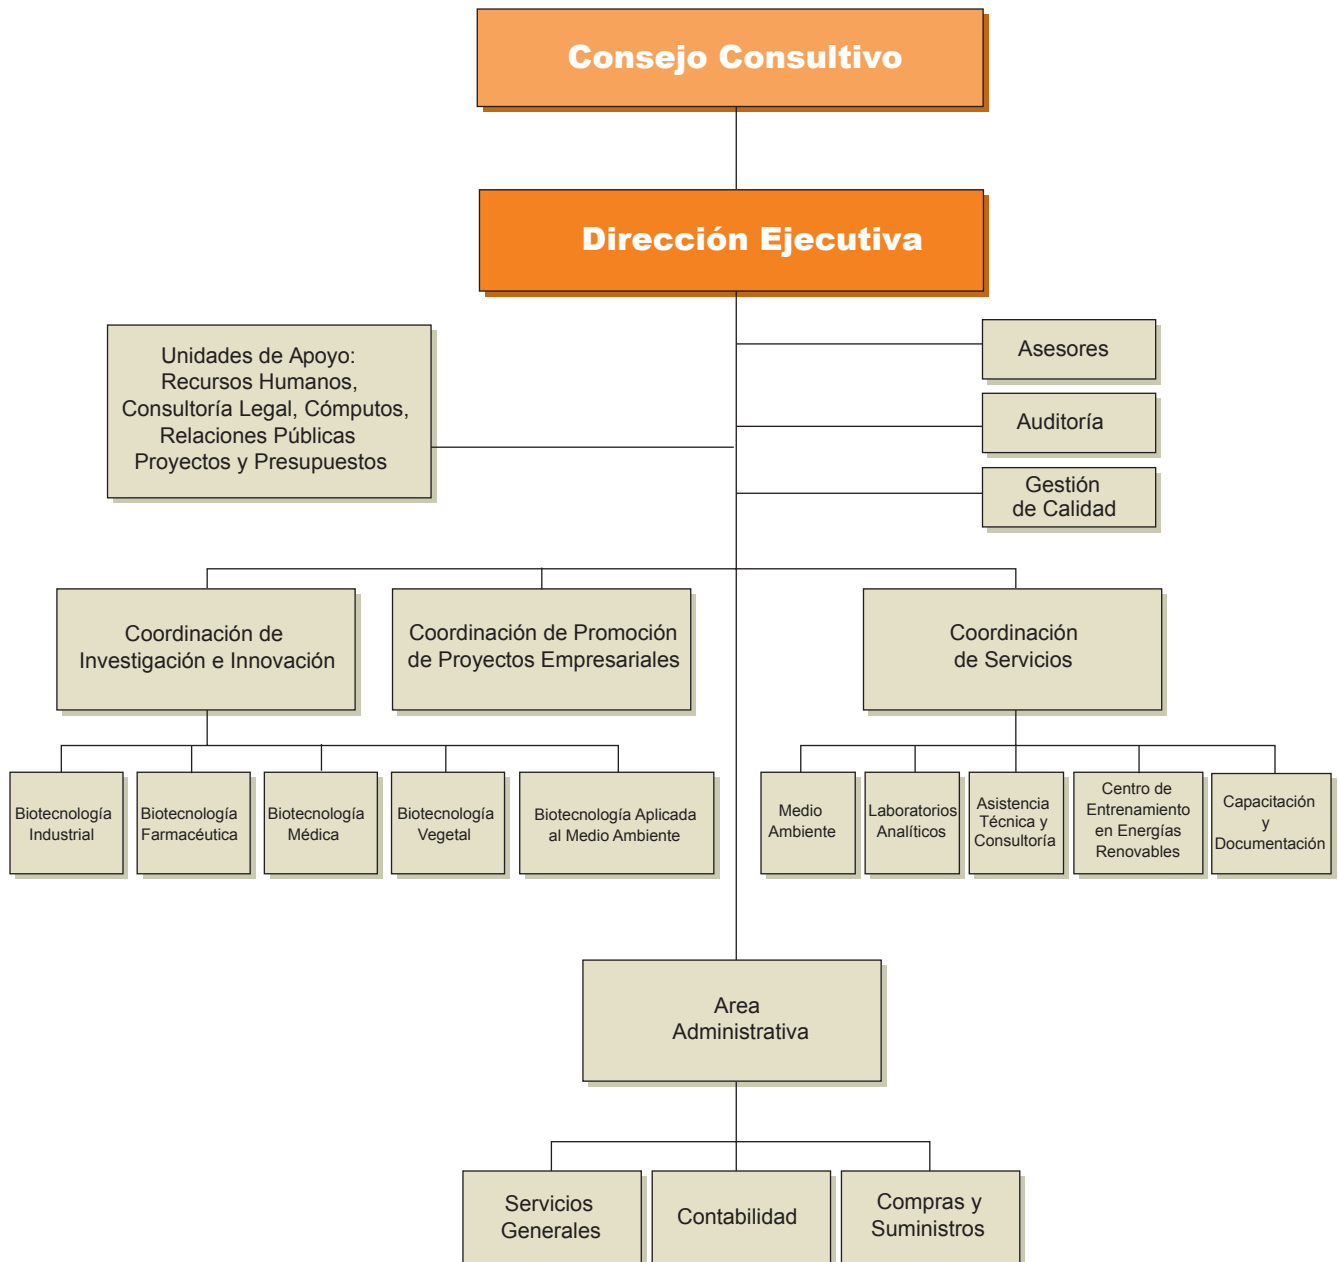 Consejo Consultivo
Dirección Ejecutiva
Unidades de Apoyo:
Recursos Humanos,
Consultoría Legal, Cómputos,
Relaciones Públicas
Proyectos y Presupuestos
Asesores
Auditoría
Gestión
de Calidad
Coordinación de
Investigación e Innovación
Coordinación de Promoción
de Proyectos Empresariales
Coordinación
de Servicios
Biotecnología
Industrial
Biotecnología
Farmacéutica
Biotecnología
Médica
Biotecnología
Vegetal
Biotecnología Aplicada
al Medio Ambiente
Medio
Ambiente
Laboratorios
Analíticos
Asistencia
Técnica y
Consultoría
Centro de
Entrenamiento
en Energías
Renovables
Capacitación
y
Documentación
Area
Administrativa
Servicios
Generales
Contabilidad
Compras y
Suministros